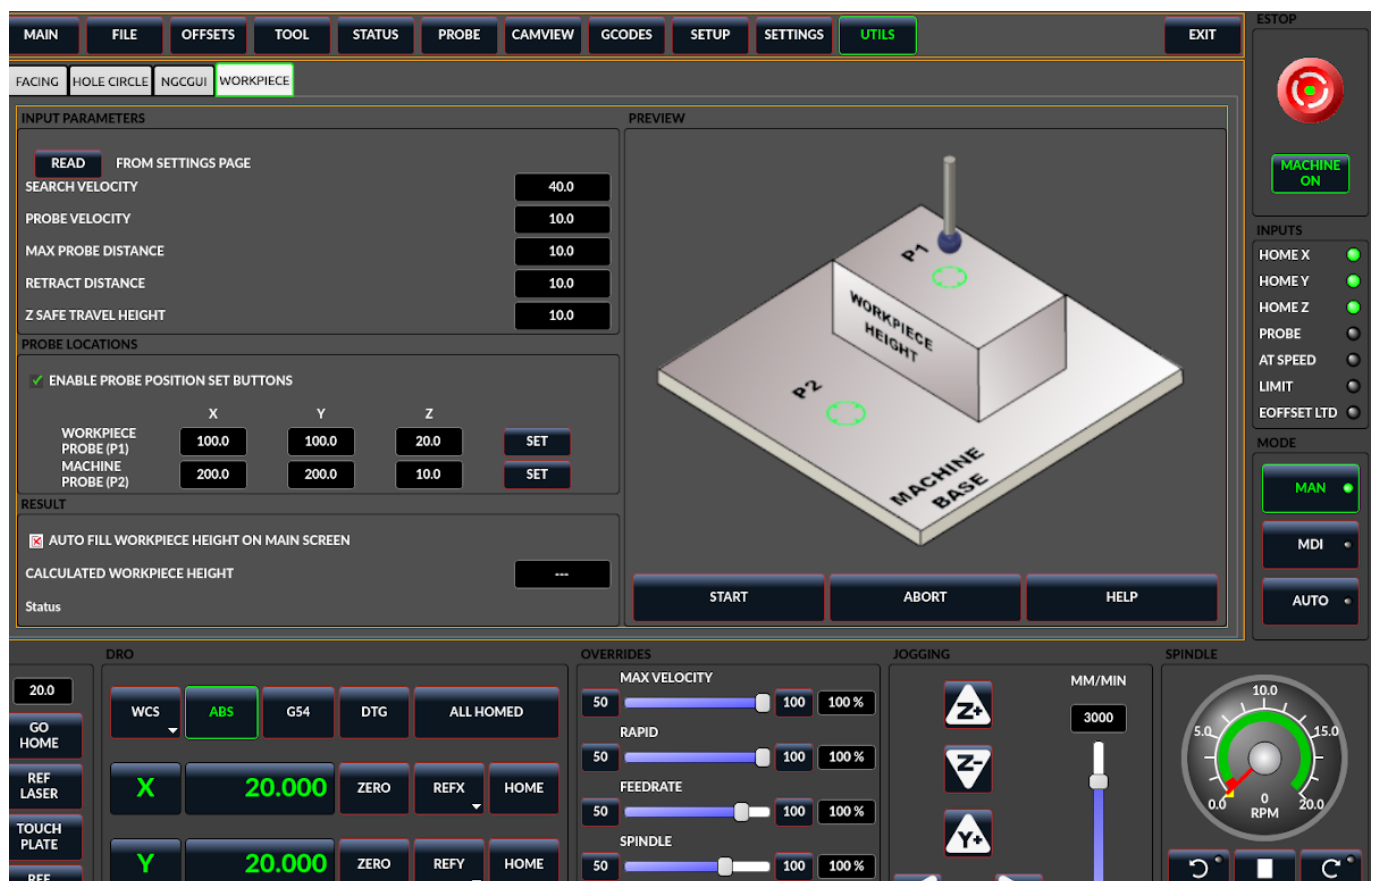 MAIN FILE OFFSETS TOOL STATUS PROBE CAMVIEW GCODES SETUP SETTINGS UTILS EXIT
ESTOP
FACING HOLE CIRCLE NGCGUI WORKPIECE
INPUT PARAMETERS
READ FROM SETTINGS PAGE
SEARCH VELOCITY 40.0
PROBE VELOCITY 10.0
MAX PROBE DISTANCE 10.0
RETRACT DISTANCE 10.0
Z SAFE TRAVEL HEIGHT 10.0
PROBE LOCATIONS
ENABLE PROBE POSITION SET BUTTONS
X Y Z
WORKPIECE
PROBE (P1) 100.0 100.0 20.0 SET
MACHINE
PROBE (P2) 200.0 200.0 10.0 SET
RESULT
AUTO FILL WORKPIECE HEIGHT ON MAIN SCREEN
CALCULATED WORKPIECE HEIGHT ---
Status
PREVIEW
P1
WORKPIECE
HEIGHT
P2
MACHINE
BASE
START ABORT HELP
MACHINE
ON
INPUTS
HOME X
HOME Y
HOME Z
PROBE
AT SPEED
LIMIT
EOFFSET LTD
MODE
MAN
MDI
AUTO
20.0
GO
HOME
REF
LASER
TOUCH
PLATE
REF
DRO
WCS ABS G54 DTG ALL HOMED
X 20.000 ZERO REFX HOME
Y 20.000 ZERO REFY HOME
OVERRIDES
MAX VELOCITY
50 100 100 %
RAPID
50 100 100 %
FEEDRATE
50 100 100 %
SPINDLE
50 100 100 %
JOGGING
Z+
Z-
Y+
MM/MIN
3000
SPINDLE
10.0
5.0 15.0
0.0 0 20.0
RPM